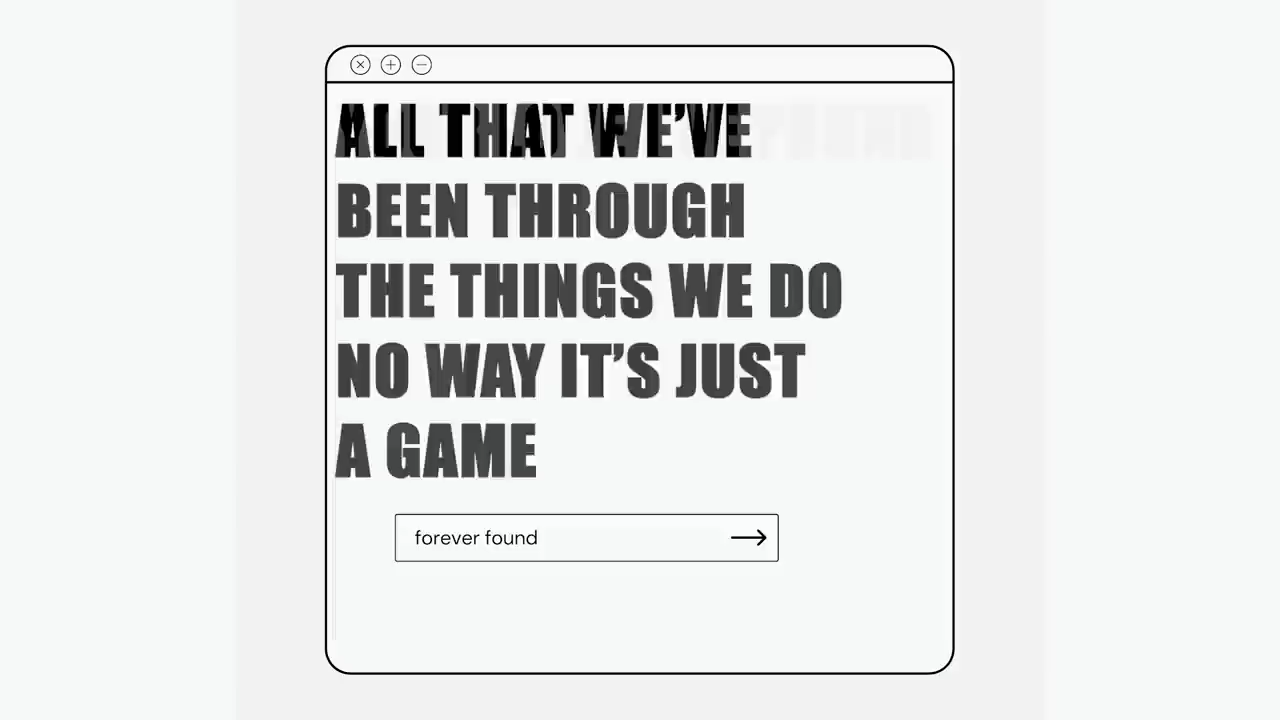 ALL THAT WE’VE
BEEN THROUGH
THE THINGS WE DO
NO WAY IT’S JUST
A GAME
forever found